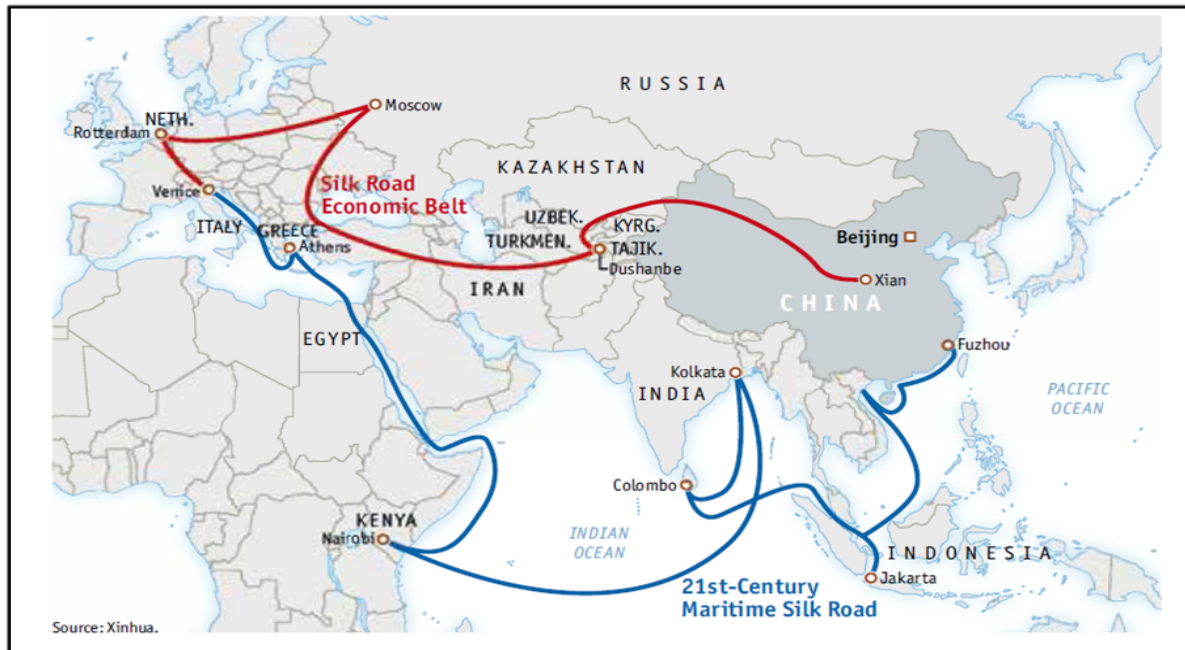 RUSSIA
Moscow
NETH.
Rotterdam
KAZAKHSTAN
Silk Road
Economic Belt
Venice
UZBEK.
KYRG.
ITALY
GREECE
TURKMEN.
TAJIK.
Beijing
Athens
Dushanbe
Xian
IRAN
CHINA
EGYPT
Fuzhou
Kolkata
INDIA
PACIFIC
OCEAN
Colombo
KENYA
Nairobi
INDIAN
OCEAN
INDONESIA
Jakarta
21st-Century
Maritime Silk Road
Source: Xinhua.